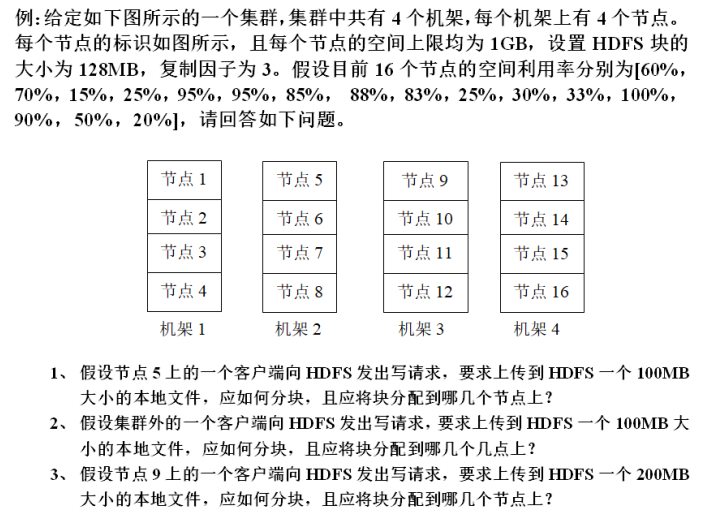 例:给定如下图所示的一个集群,集群中共有 4 个机架,每个机架上有 4 个节点。
每个节点的标识如图所示，且每个节点的空间上限均为 1GB，设置 HDFS 块的
大小为 128MB，复制因子为 3。假设目前 16 个节点的空间利用率分别为[60%，
70%，15%，25%，95%，95%，85%， 88%，83%，25%，30%，33%，100%，
90%，50%，20%]，请回答如下问题。
节点 1 节点 5 节点 9 节点 13
节点 2 节点 6 节点 10 节点 14
节点 3 节点 7 节点 11 节点 15
节点 4 节点 8 节点 12 节点 16
机架 1 机架 2 机架 3 机架 4
1、 假设节点 5 上的一个客户端向 HDFS 发出写请求，要求上传到 HDFS 一个 100MB
大小的本地文件，应如何分块，且应将块分配到哪几个节点上？
2、 假设集群外的一个客户端向 HDFS 发出写请求，要求上传到 HDFS 一个 100MB 大
小的本地文件，应如何分块，且应将块分配到哪几个几点上？
3、 假设节点 9 上的一个客户端向 HDFS 发出写请求，要求上传到 HDFS 一个 200MB
大小的本地文件，应如何分块，且应将块分配到哪几个节点上？